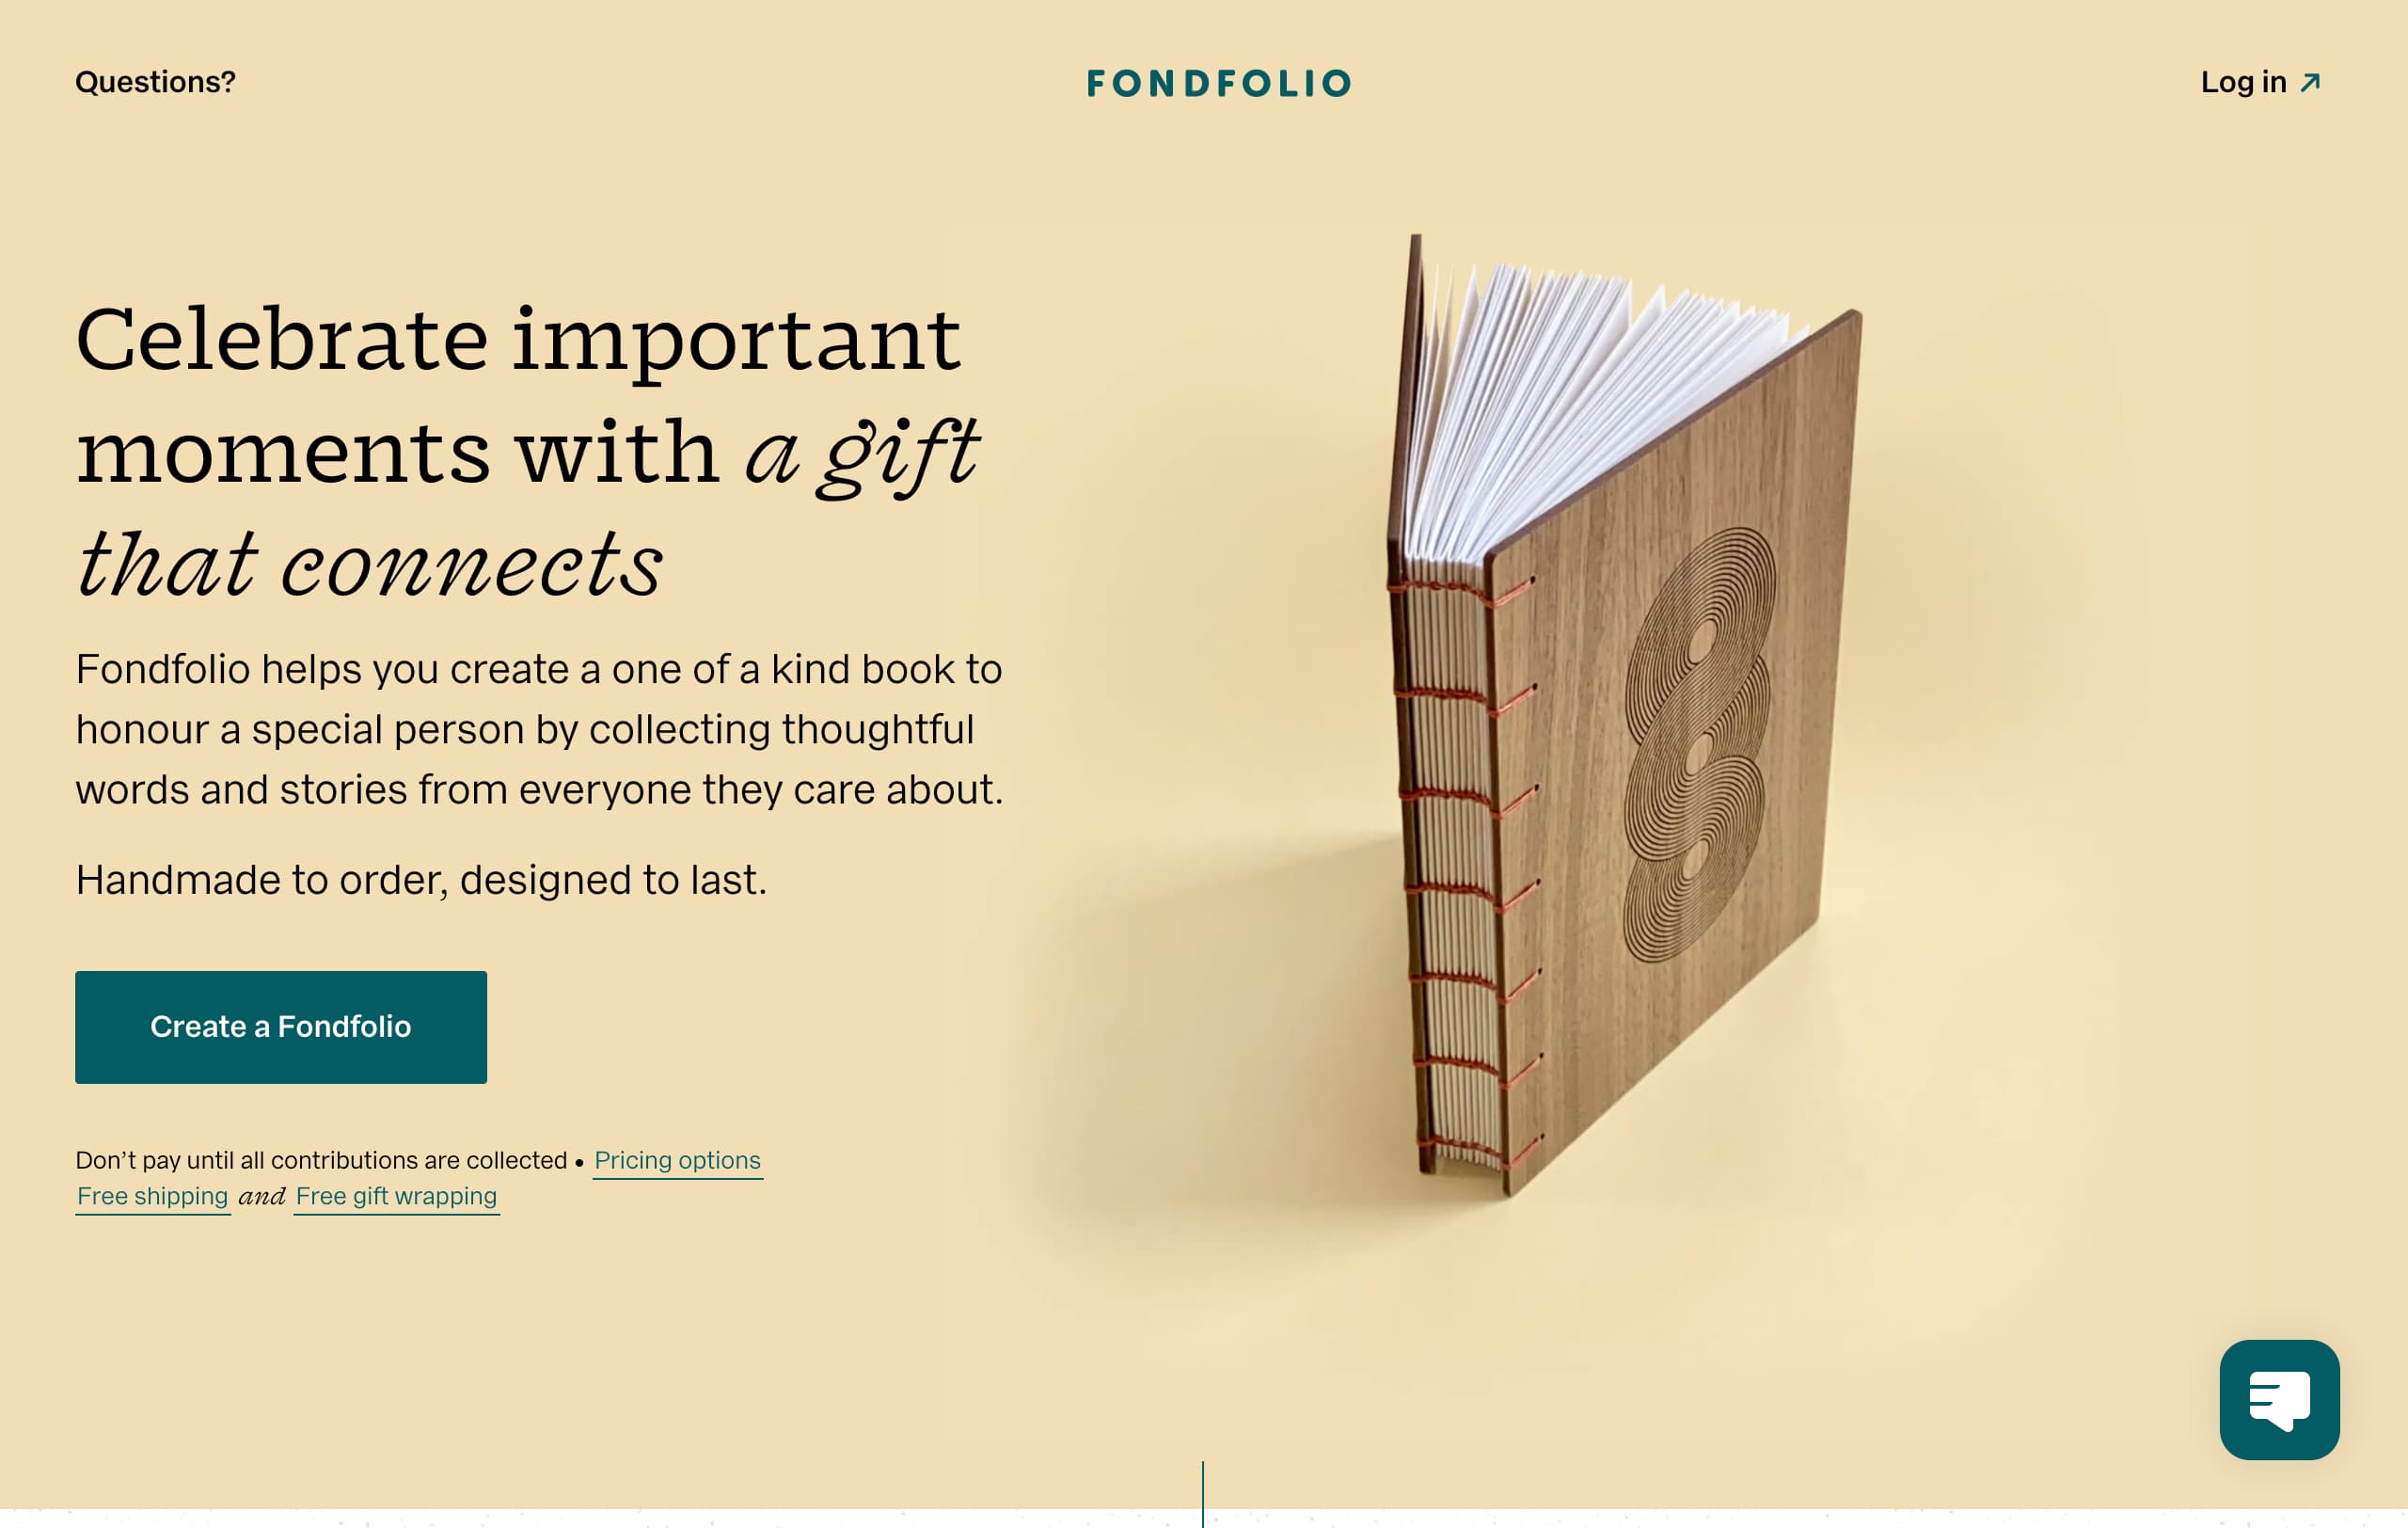 Questions?
FONDFOLIO
Log in
Celebrate important
moments with a gift
that connects
Fondfolio helps you create a one of a kind book to
honour a special person by collecting thoughtful
words and stories from everyone they care about.
Handmade to order, designed to last.
Create a Fondfolio
Don’t pay until all contributions are collected • Pricing options
Free shipping and Free gift wrapping